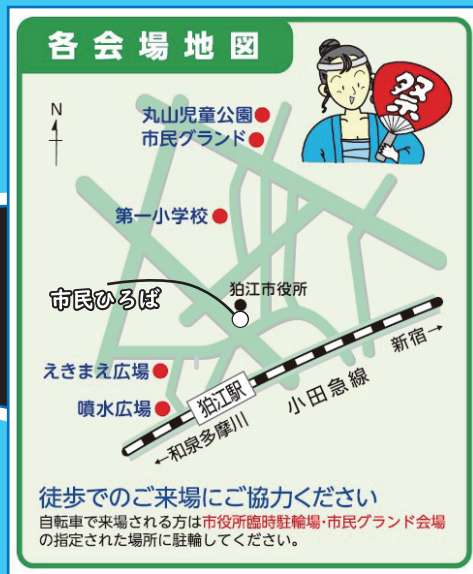 各会場地図
祭
N
丸山児童公園
市民グランド
第一小学校
市民ひろば
狛江市役所
新宿→
えきまえ広場
狛江駅
小田急線
噴水広場
←和泉多摩川
徒歩でのご来場にご協力ください
自転車で来場される方は市役所臨時駐輪場・市民グランド会場
の指定された場所に駐輪してください。